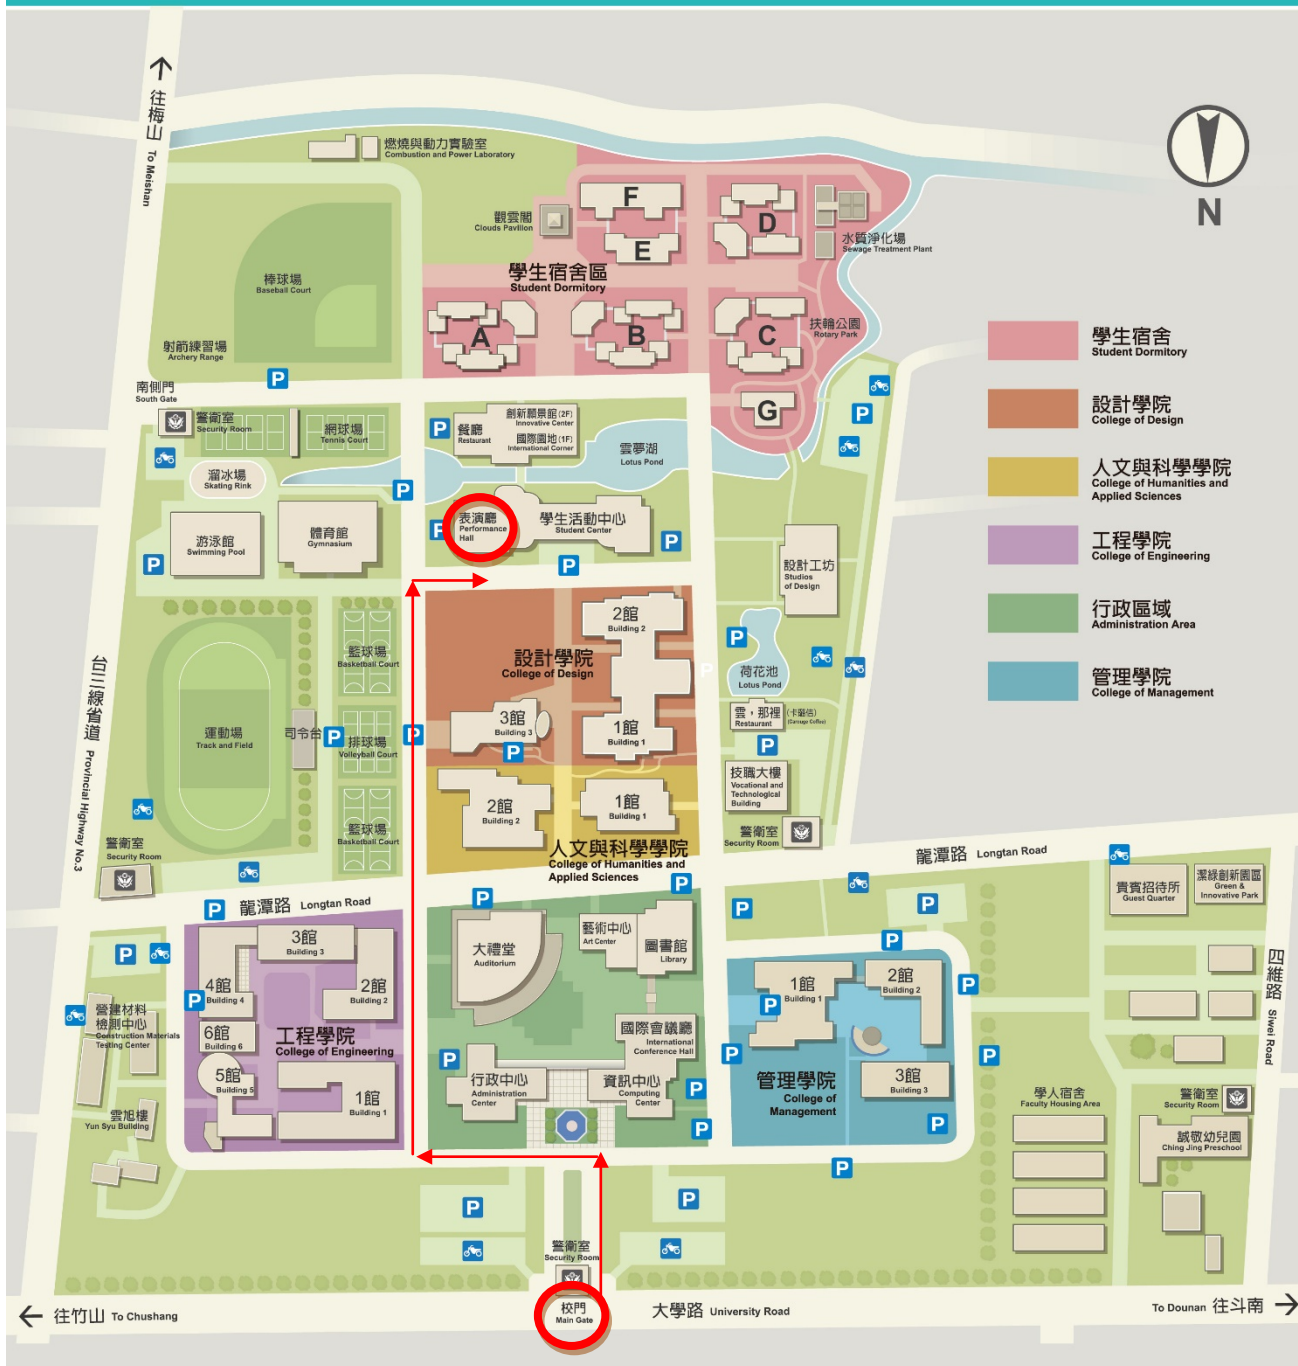 往梅山 To Meishan
燃燒與動力實驗室
Combustion and Power Laboratory
N
觀雲閣
Clouds Pavilion
F
E
D
水質淨化場
Sewage Treatment Plant
學生宿舍區
Student Dormitory
棒球場
Baseball Court
射箭練習場
Archery Range
A
B
C
扶輪公園
Rotary Park
G
學生宿舍
Student Dormitory
設計學院
College of Design
人文與科學學院
College of Humanities and
Applied Sciences
工程學院
College of Engineering
行政區域
Administration Area
管理學院
College of Management
南側門
South Gate
警衛室
Security Room
網球場
Tennis Court
P
P
餐廳
Restaurant
創新願景館(2F)
Innovative Center
國際園地(1F)
International Corner
雲夢湖
Lotus Pond
P
溜冰場
Skating Rink
P
游泳館
Swimming Pool
體育館
Gymnasium
P
P
表演廳
Performance
Hall
學生活動中心
Student Center
P
P
設計工坊
Studios
of Design
台三線省道 Provincial Highway No.3
運動場
Track and Field
司令台
P
籃球場
Basketball Court
排球場
Volleyball Court
籃球場
Basketball Court
P
設計學院
College of Design
2館
Building 2
3館
Building 3
P
1館
Building 1
P
P
荷花池
Lotus Pond
雲，那裡
Restaurant
P
技職大樓
Vocational and
Technological
Building
警衛室
Security Room
2館
Building 2
1館
Building 1
人文與科學學院
College of Humanities and
Applied Sciences
警衛室
Security Room
龍潭路 Longtan Road
龍潭路 Longtan Road
貴賓招待所
Guest Quarter
潔綠創新園區
Green &
Innovative Park
四維路 Siwei Road
P
P
P
P
P
P
3館
Building 3
4館
Building 4
2館
Building 2
P
P
6館
Building 6
工程學院
College of Engineering
5館
Building 5
1館
Building 1
營建材料
檢測中心
Construction Materials
Testing Center
雲旭樓
Yun Syu Building
大禮堂
Auditorium
藝術中心
Art Center
圖書館
Library
國際會議廳
International
Conference Hall
P
行政中心
Administration
Center
資訊中心
Computing
Center
P
P
P
P
1館
Building 1
P
2館
Building 2
P
P
P
3館
Building 3
管理學院
College of
Management
P
P
學人宿舍
Faculty Housing Area
警衛室
Security Room
誠敬幼兒園
Ching Jing Preschool
P
P
警衛室
Security Room
校門
Main Gate
往竹山 To Chushang
大學路 University Road
To Dounan 往斗南